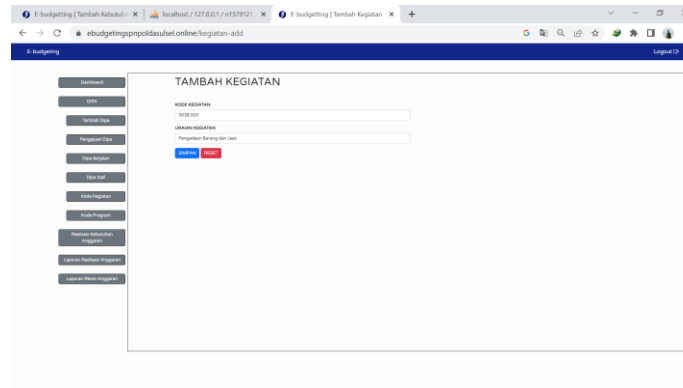 E-budgetting | Tambah Kebutuh
localhost / 127.0.0.1 / n1579121
E-budgetting | Tambah Kegiatan
ebudgetingspnpoldasulsel.online/kegiatan-add
E-budgeting
Logout
Dashboard
DIPA
Tambah Dipa
Pengajuan Dipa
Dipa Berjalan
Dipa Staf
Kode Kegiatan
Kode Program
Realisasi Kebutuhan
Anggaran
Laporan Realisasi Anggaran
Laporan Resto Anggaran
TAMBAH KEGIATAN
KODE KEGIATAN
3038.003
URAIAN KEGIATAN
Pengadaan Barang dan Jasa
SIMPAN
RESET